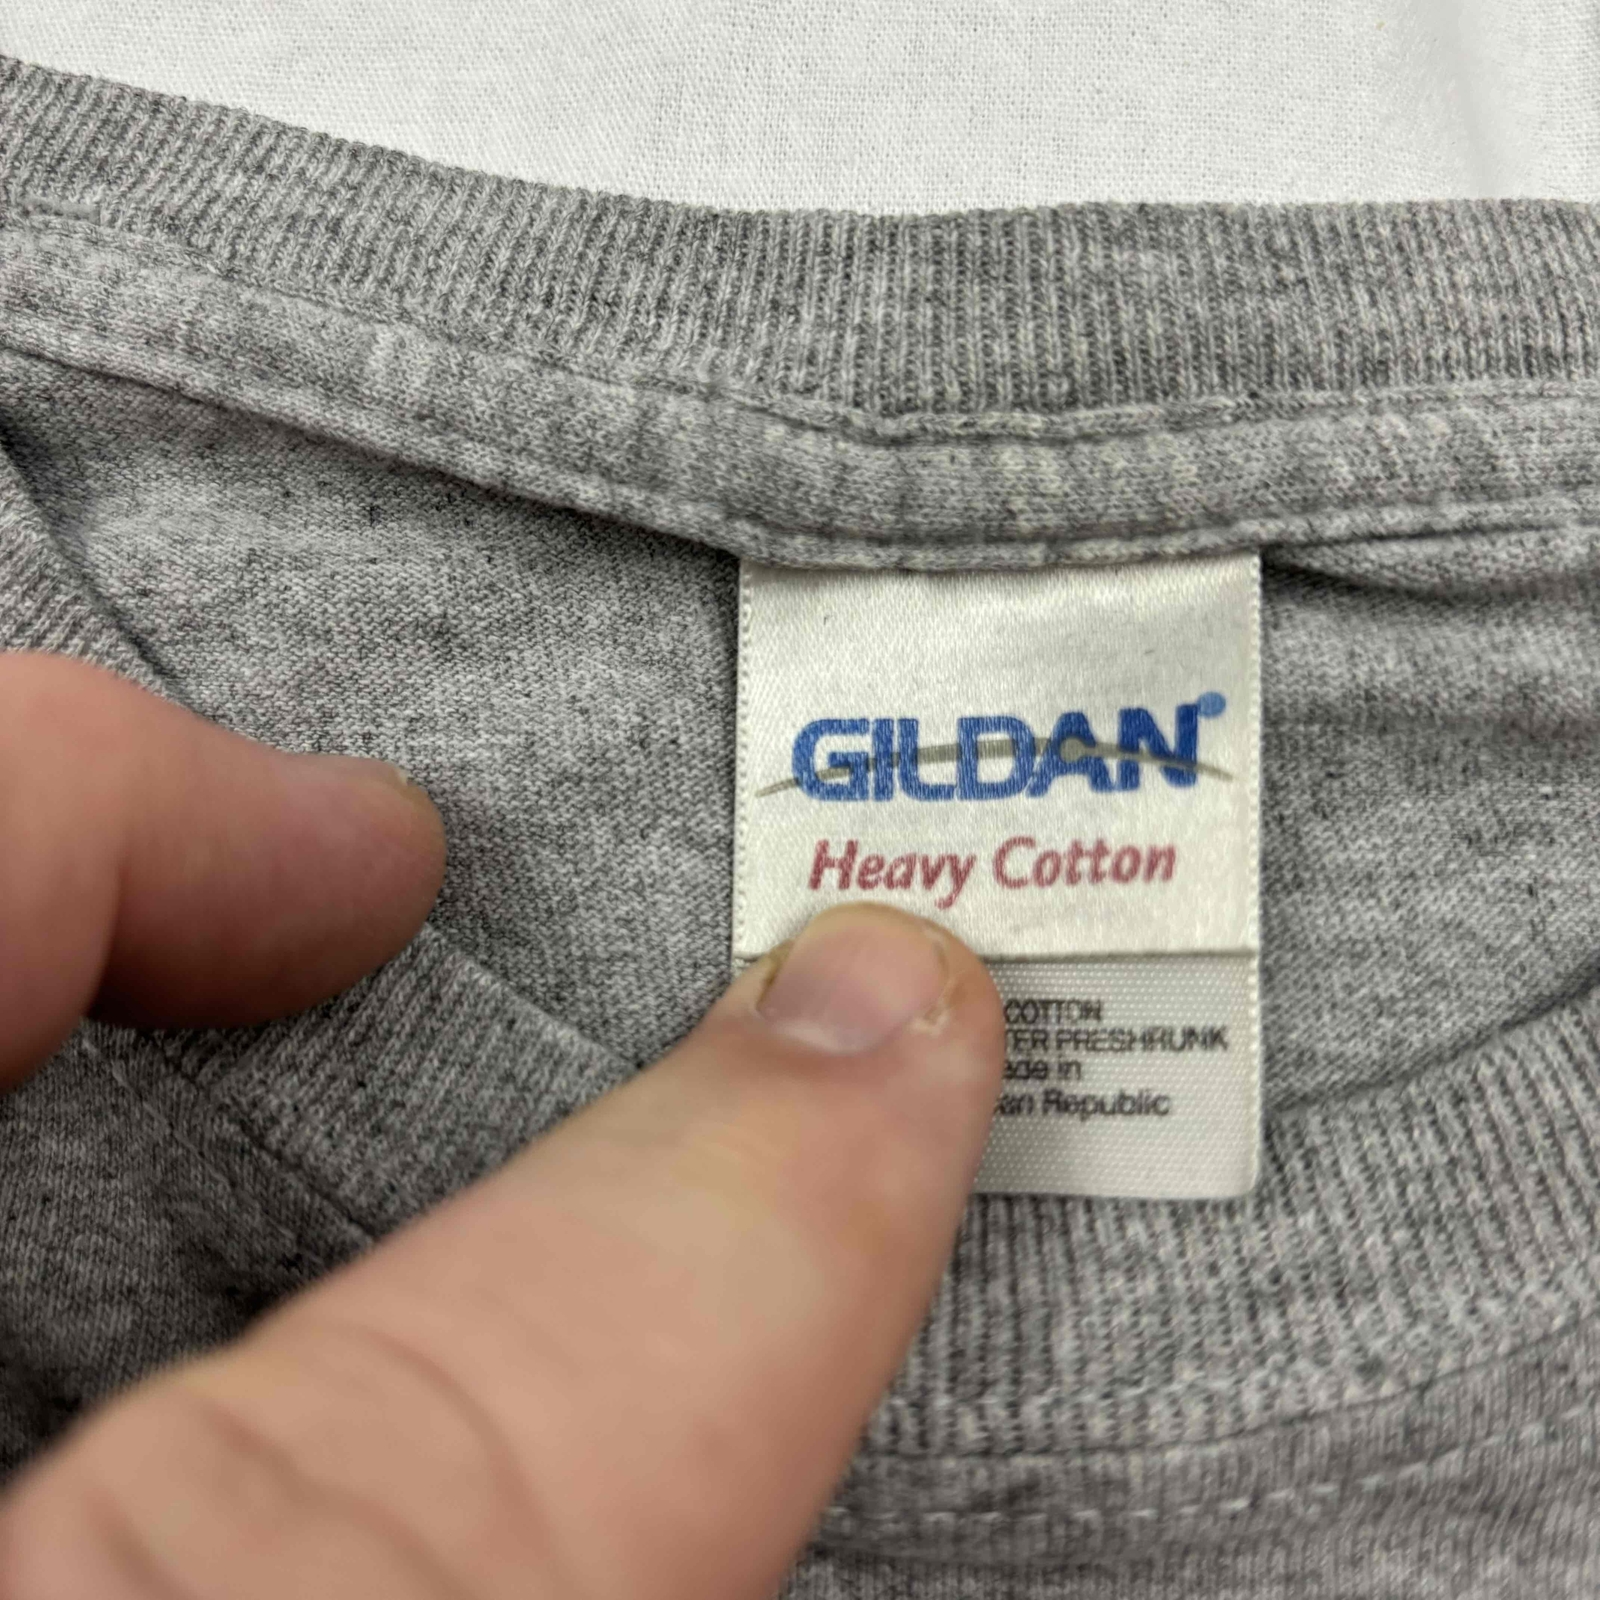 GILDAN
Heavy Cotton
COTTON
TER PRESHRUNK
ade in
an Republic